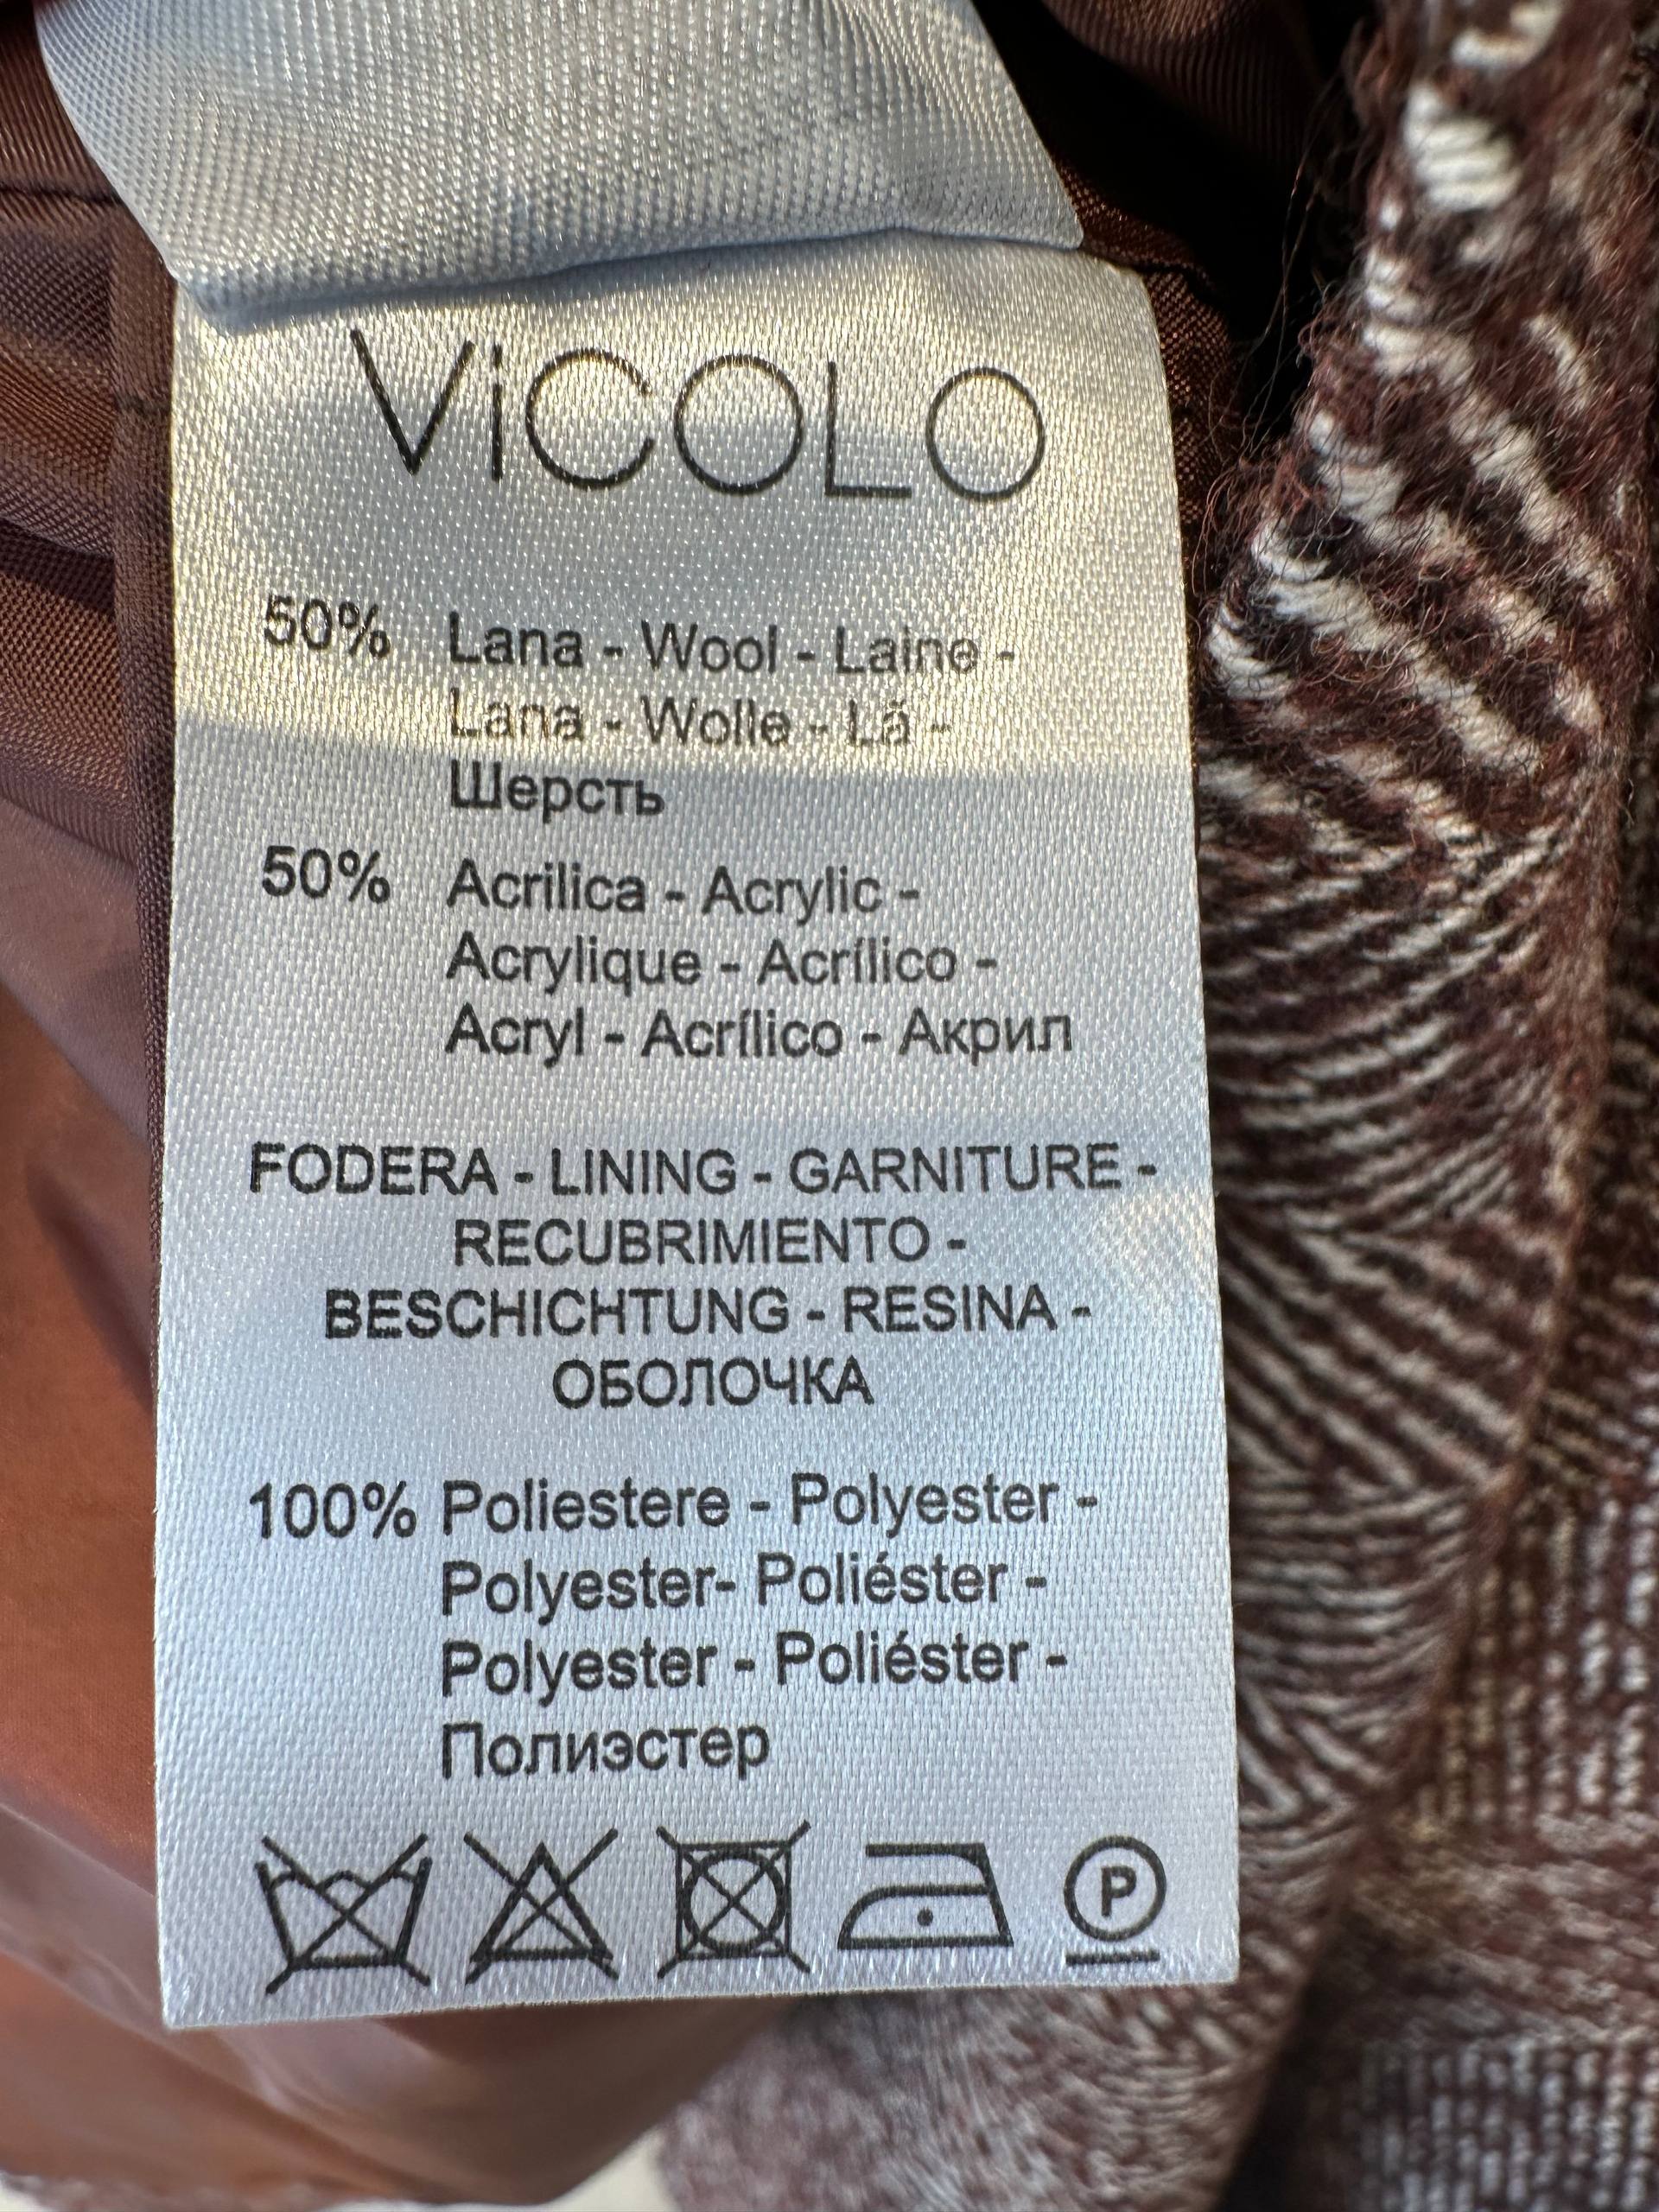 ViCOLO
50% Lana - Wool - Laine -
Lana - Wolle - Lã -
Шерсть
50% Acrilica - Acrylic -
Acrylique - Acrílico -
Acryl - Acrílico - Акрил
FODERA - LINING - GARNITURE -
RECUBRIMIENTO -
BESCHICHTUNG - RESINA -
ОБОЛОЧКА
100% Poliestere - Polyester -
Polyester- Poliéster -
Polyester - Poliéster -
Полиэстер
P